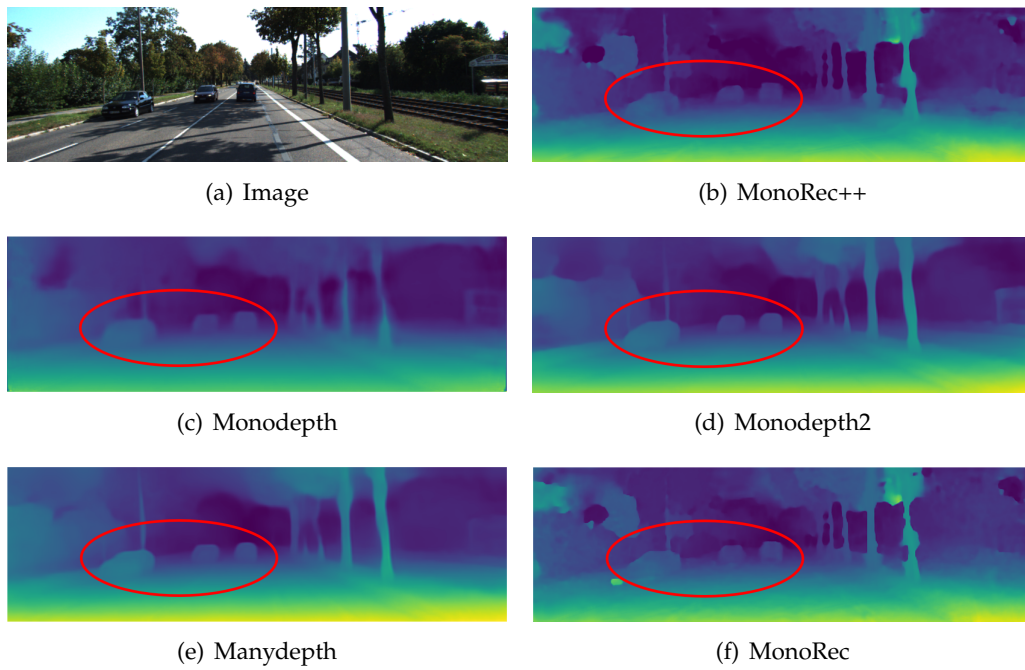 (a) Image
(b) MonoRec++
(c) Monodepth
(d) Monodepth2
(e) Manydepth
(f) MonoRec